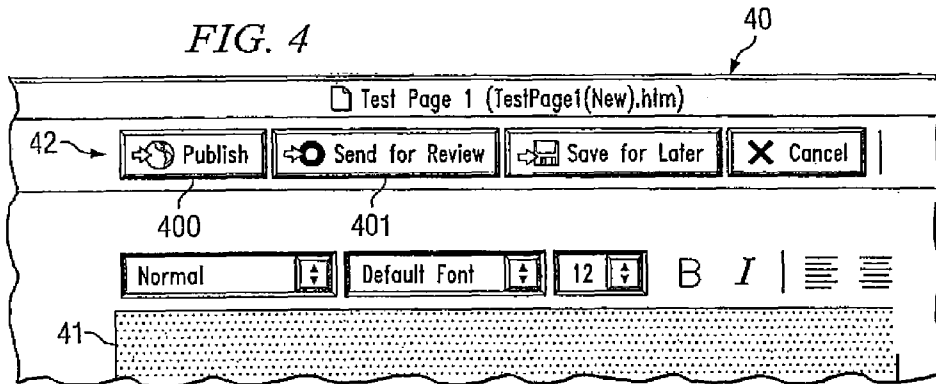 FIG. 4
40
Test Page 1 (TestPage1(New).htm)
42
Publish Send for Review Save for Later Cancel
400 401
Normal Default Font 12 B I
41